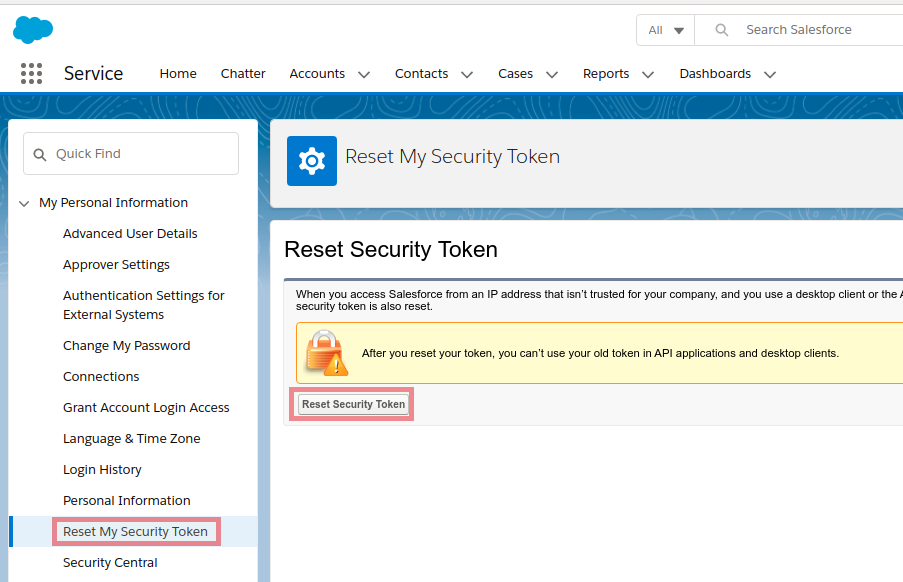 All
Search Salesforce
Service
Home
Chatter
Accounts
Contacts
Cases
Reports
Dashboards
Quick Find
My Personal Information
Advanced User Details
Approver Settings
Authentication Settings for
External Systems
Change My Password
Connections
Grant Account Login Access
Language & Time Zone
Login History
Personal Information
Reset My Security Token
Security Central
Reset My Security Token
Reset Security Token
When you access Salesforce from an IP address that isn’t trusted for your company, and you use a desktop client or the A
security token is also reset.
After you reset your token, you can’t use your old token in API applications and desktop clients.
Reset Security Token